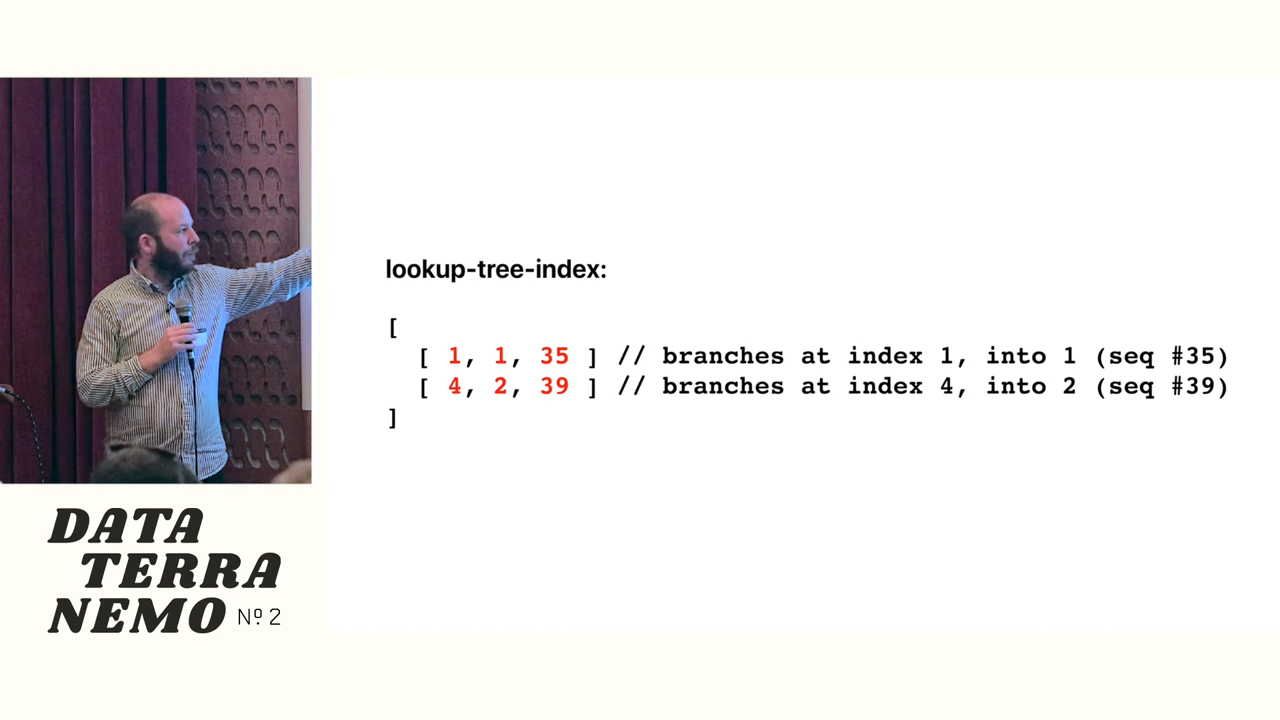 lookup-tree-index:
[
[ 1, 1, 35 ] // branches at index 1, into 1 (seq #35)
[ 4, 2, 39 ] // branches at index 4, into 2 (seq #39)
]
DATA
TERRA
NEMO Nº 2